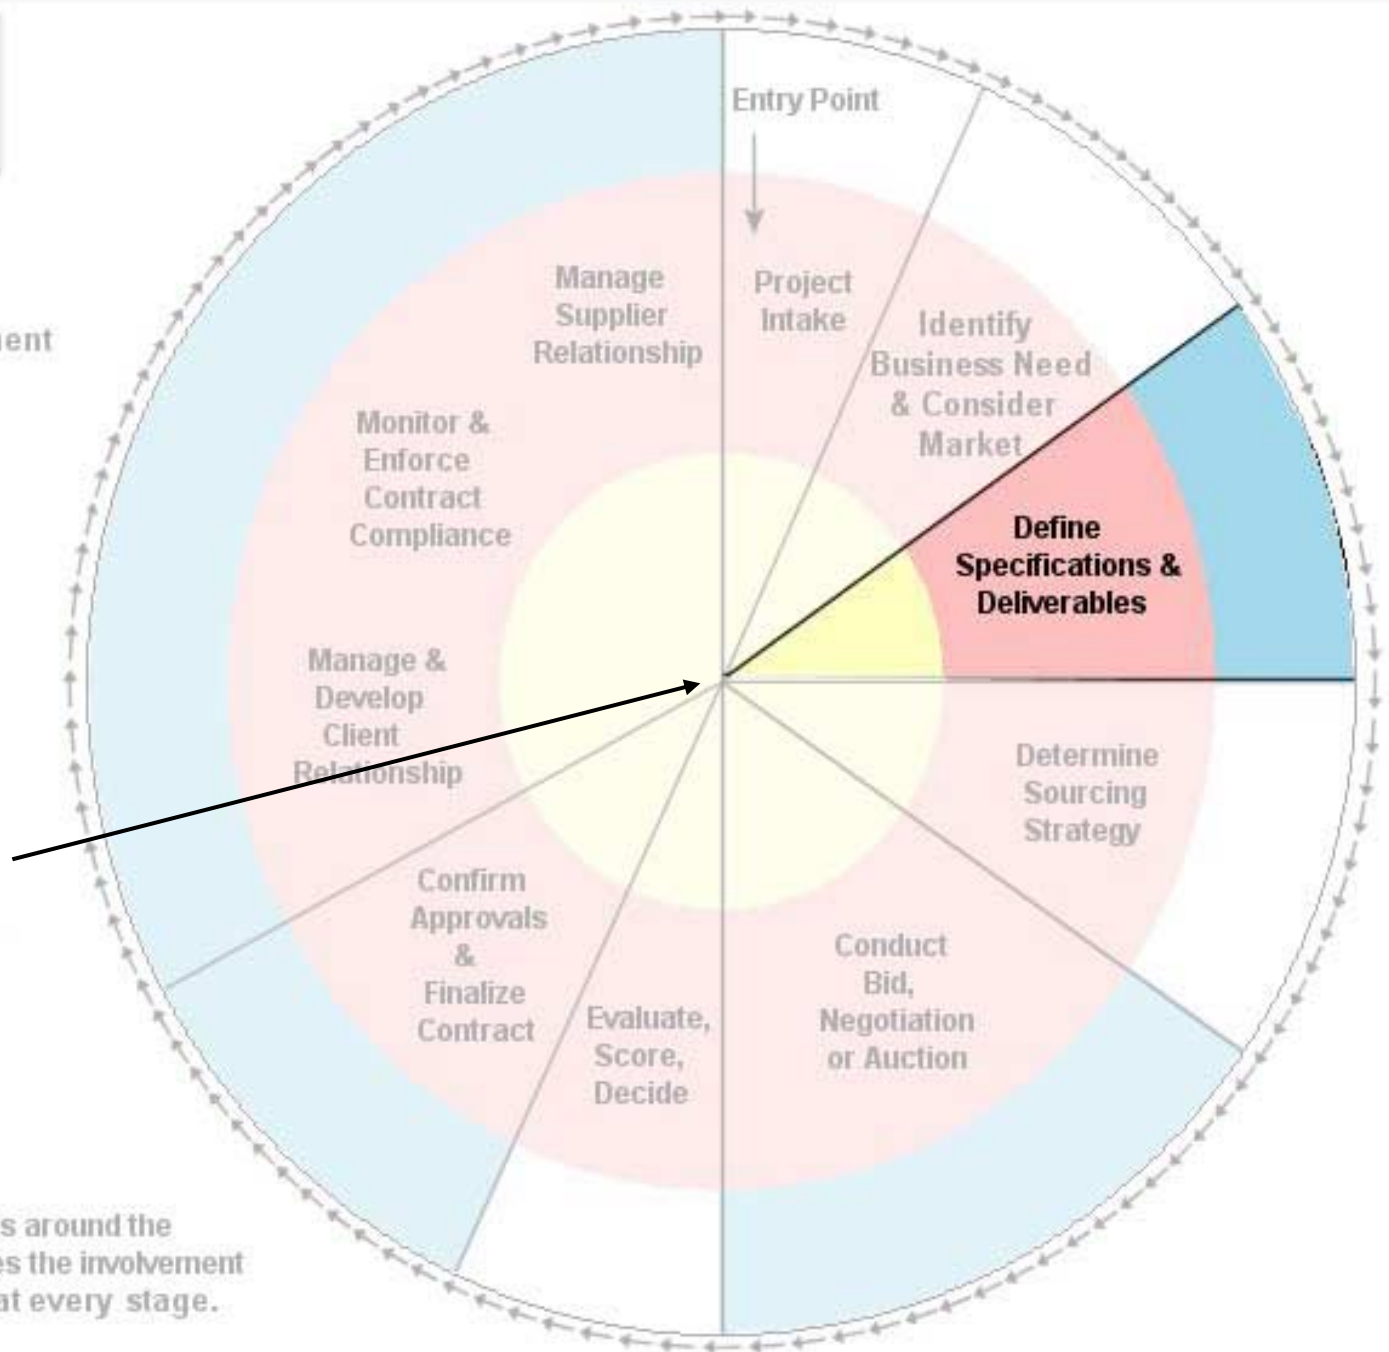 Entry Point
Project
Intake
Identify
Business Need
& Consider
Market
Define
Specifications &
Deliverables
Determine
Sourcing
Strategy
Conduct
Bid,
Negotiation
or Auction
Evaluate,
Score,
Decide
Confirm
Approvals
&
Finalize
Contract
Manage &
Develop
Client
Relationship
Monitor &
Enforce
Contract
Compliance
Manage
Supplier
Relationship
around the
the involvement
at every stage.